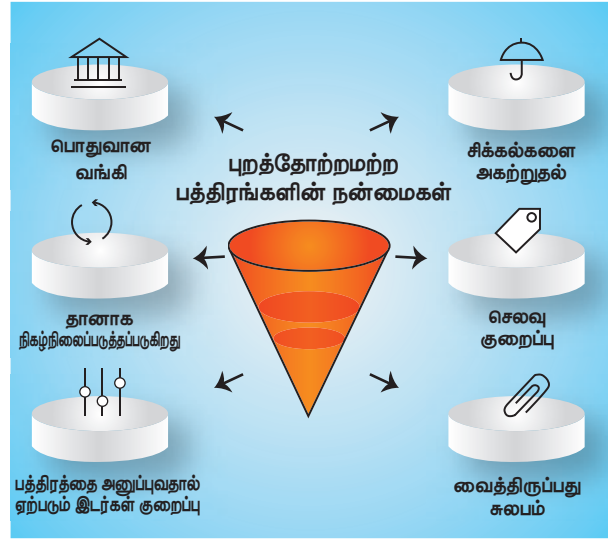 புறத்தோற்றமற்ற
பத்திரங்களின் நன்மைகள்
பொதுவான
வங்கி
சிக்கல்களை
அகற்றுதல்
தானாக
நிகழ்நிலைப்படுத்தப்படுகிறது
செலவு
குறைப்பு
பத்திரத்தை அனுப்புவதால்
ஏற்படும் இடர்கள் குறைப்பு
வைத்திருப்பது
சுலபம்